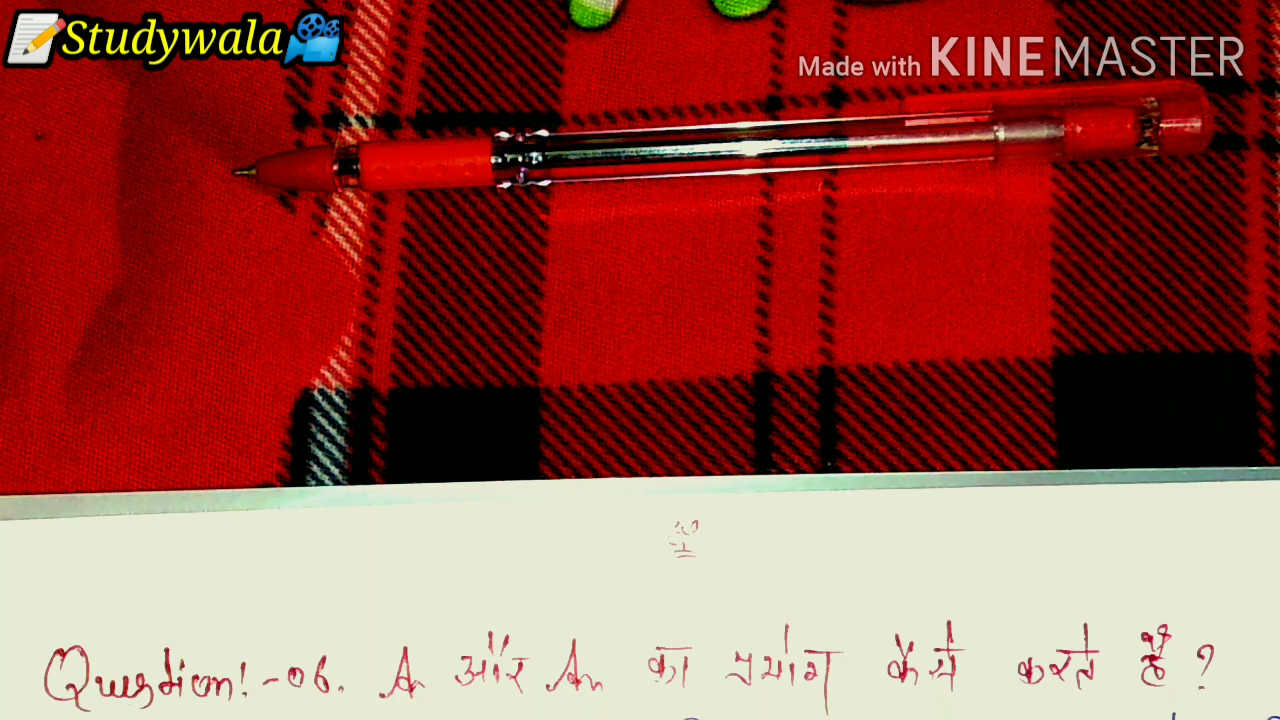 Studywala
Made with KINEMASTER
Question:-06. A और An का प्रयोग कैसे करते हैं?